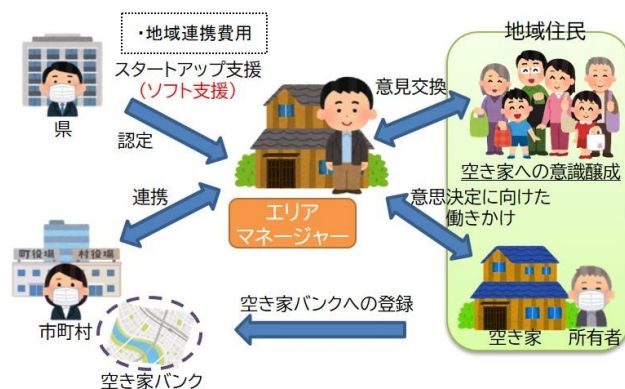 ・地域連携費用
スタートアップ支援
(ソフト支援)
県
認定
連携
町役場 村役場
市町村
空き家バンク
エリア
マネージャー
意見交換
地域住民
空き家への意識醸成
意思決定に向けた
働きかけ
空き家 所有者
空き家バンクへの登録